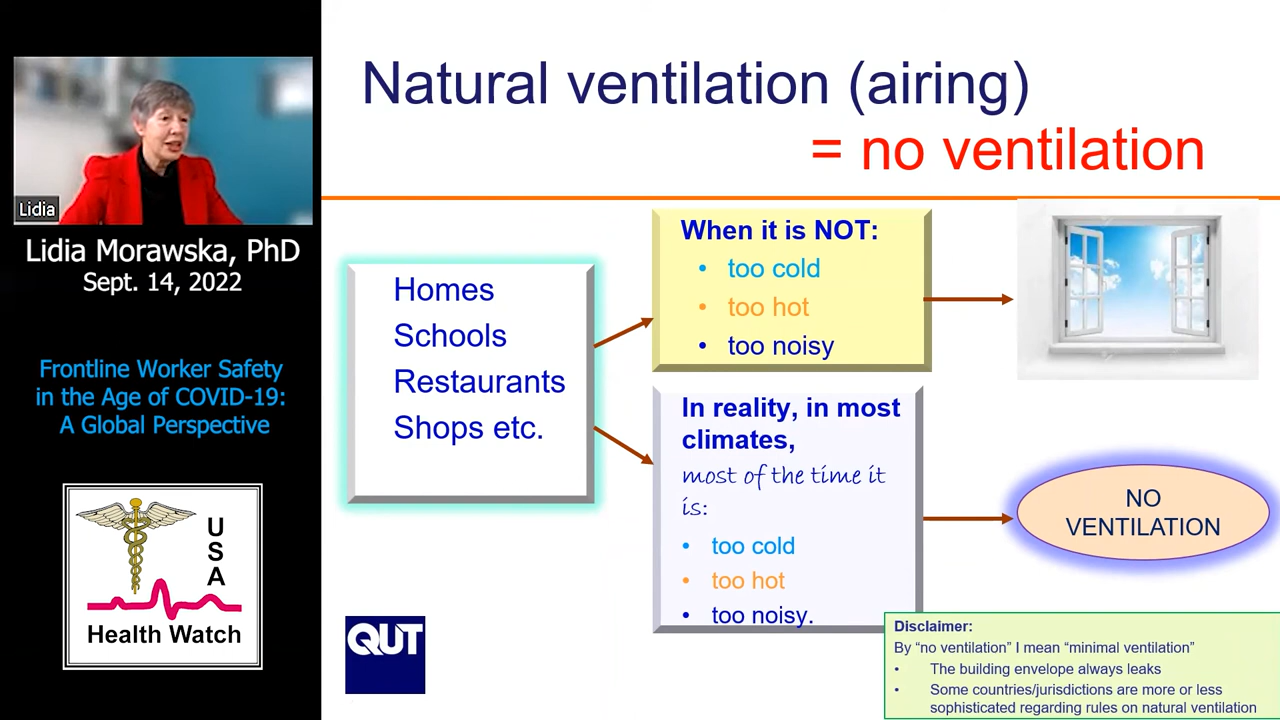 Lidia
Lidia Morawska, PhD
Sept. 14, 2022
Frontline Worker Safety
in the Age of COVID-19:
A Global Perspective
USA
Health Watch
Natural ventilation (airing)
= no ventilation
Homes
Schools
Restaurants
Shops etc.
When it is NOT:
• too cold
• too hot
• too noisy
In reality, in most
climates,
most of the time it
is:
• too cold
• too hot
• too noisy.
NO
VENTILATION
QUT
Disclaimer:
By “no ventilation” I mean “minimal ventilation”
• The building envelope always leaks
• Some countries/jurisdictions are more or less
sophisticated regarding rules on natural ventilation